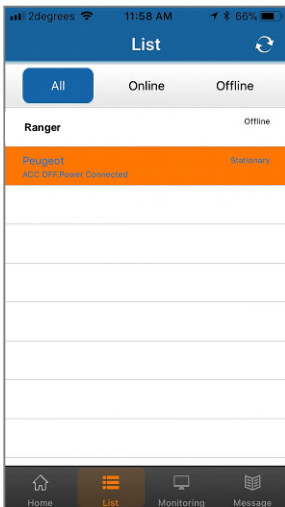 2degrees 11:58 AM 66%
List
All Online Offline
Ranger Offline
Peugeot Stationary
ACC OFF,Power Connected
Home List Monitoring Message